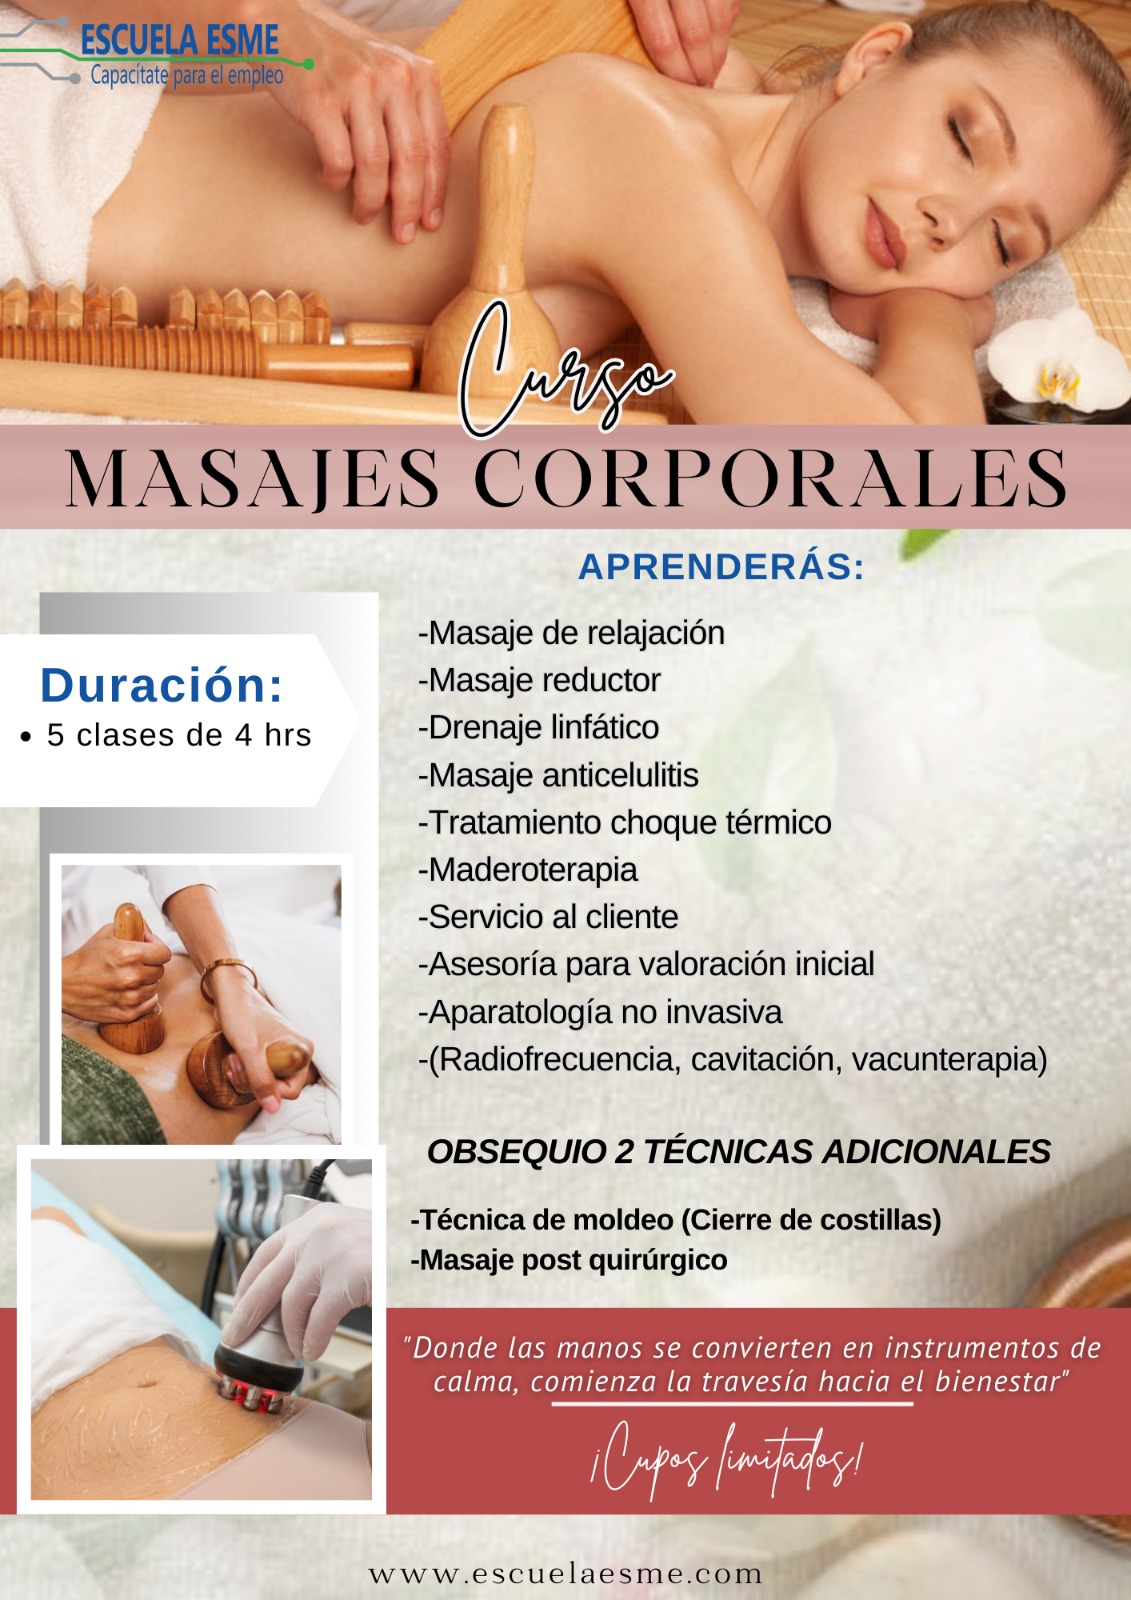 ESCUELA ESME
Capacítate para el empleo
Curso
MASAJES CORPORALES
APRENDERÁS:
Duración:
• 5 clases de 4 hrs
-Masaje de relajación
-Masaje reductor
-Drenaje linfático
-Masaje anticelulitis
-Tratamiento choque térmico
-Maderoterapia
-Servicio al cliente
-Asesoría para valoración inicial
-Aparatología no invasiva
-(Radiofrecuencia, cavitación, vacunterapia)
OBSEQUIO 2 TÉCNICAS ADICIONALES
-Técnica de moldeo (Cierre de costillas)
-Masaje post quirúrgico
"Donde las manos se convierten en instrumentos de
calma, comienza la travesía hacia el bienestar"
¡Cupos limitados!
www.escuelaesme.com